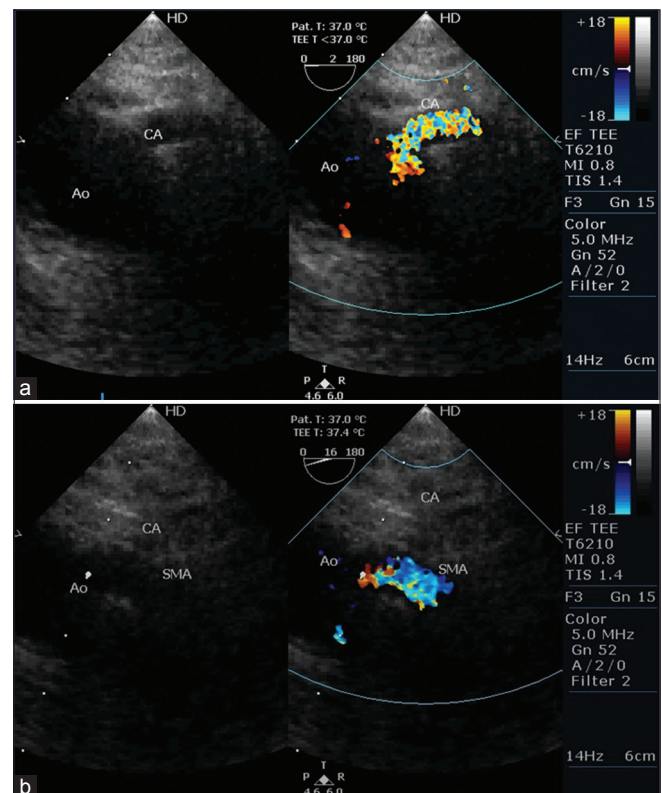 HD
CA
Ao
Pat. T: 37.0 °C
TEE T <37.0 °C
0 2 180
HD
CA
Ao
+18
cm/s
-18
EF TEE
T6210
MI 0.8
TIS 1.4
F3 Gn 15
Color
5.0 MHz
Gn 52
A/2/0
Filter 2
14Hz 6cm
T
P R
4.6 6.0
a
HD
CA
SMA
Ao
Pat. T: 37.0 °C
TEE T: 37.4 °C
0 16 180
HD
CA
Ao
SMA
+18
cm/s
-18
EF TEE
T6210
MI 0.8
TIS 1.4
F3 Gn 15
Color
5.0 MHz
Gn 52
A/2/0
Filter 2
14Hz 6cm
T
P R
4.6 6.0
b